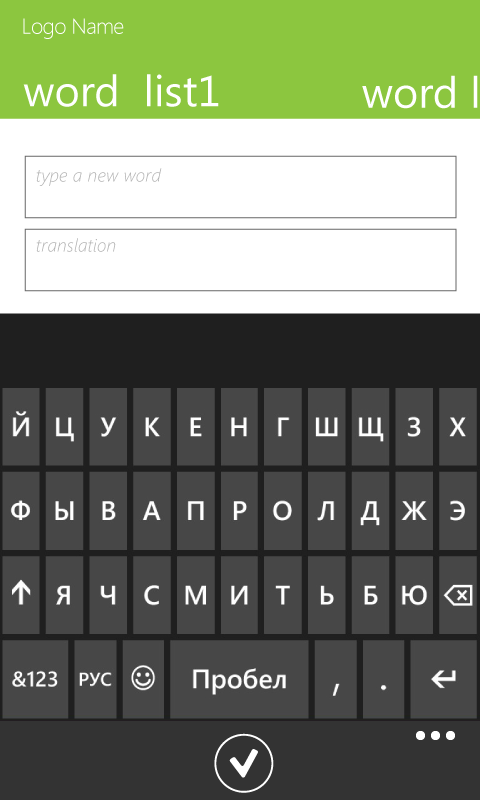 Logo Name
word list1 word l
type a new word
translation
Й Ц У К Е Н Г Ш Щ З Х
Ф Ы В А П Р О Л Д Ж Э
Я Ч С М И Т Ь Б Ю
&123 РУС Пробел , .